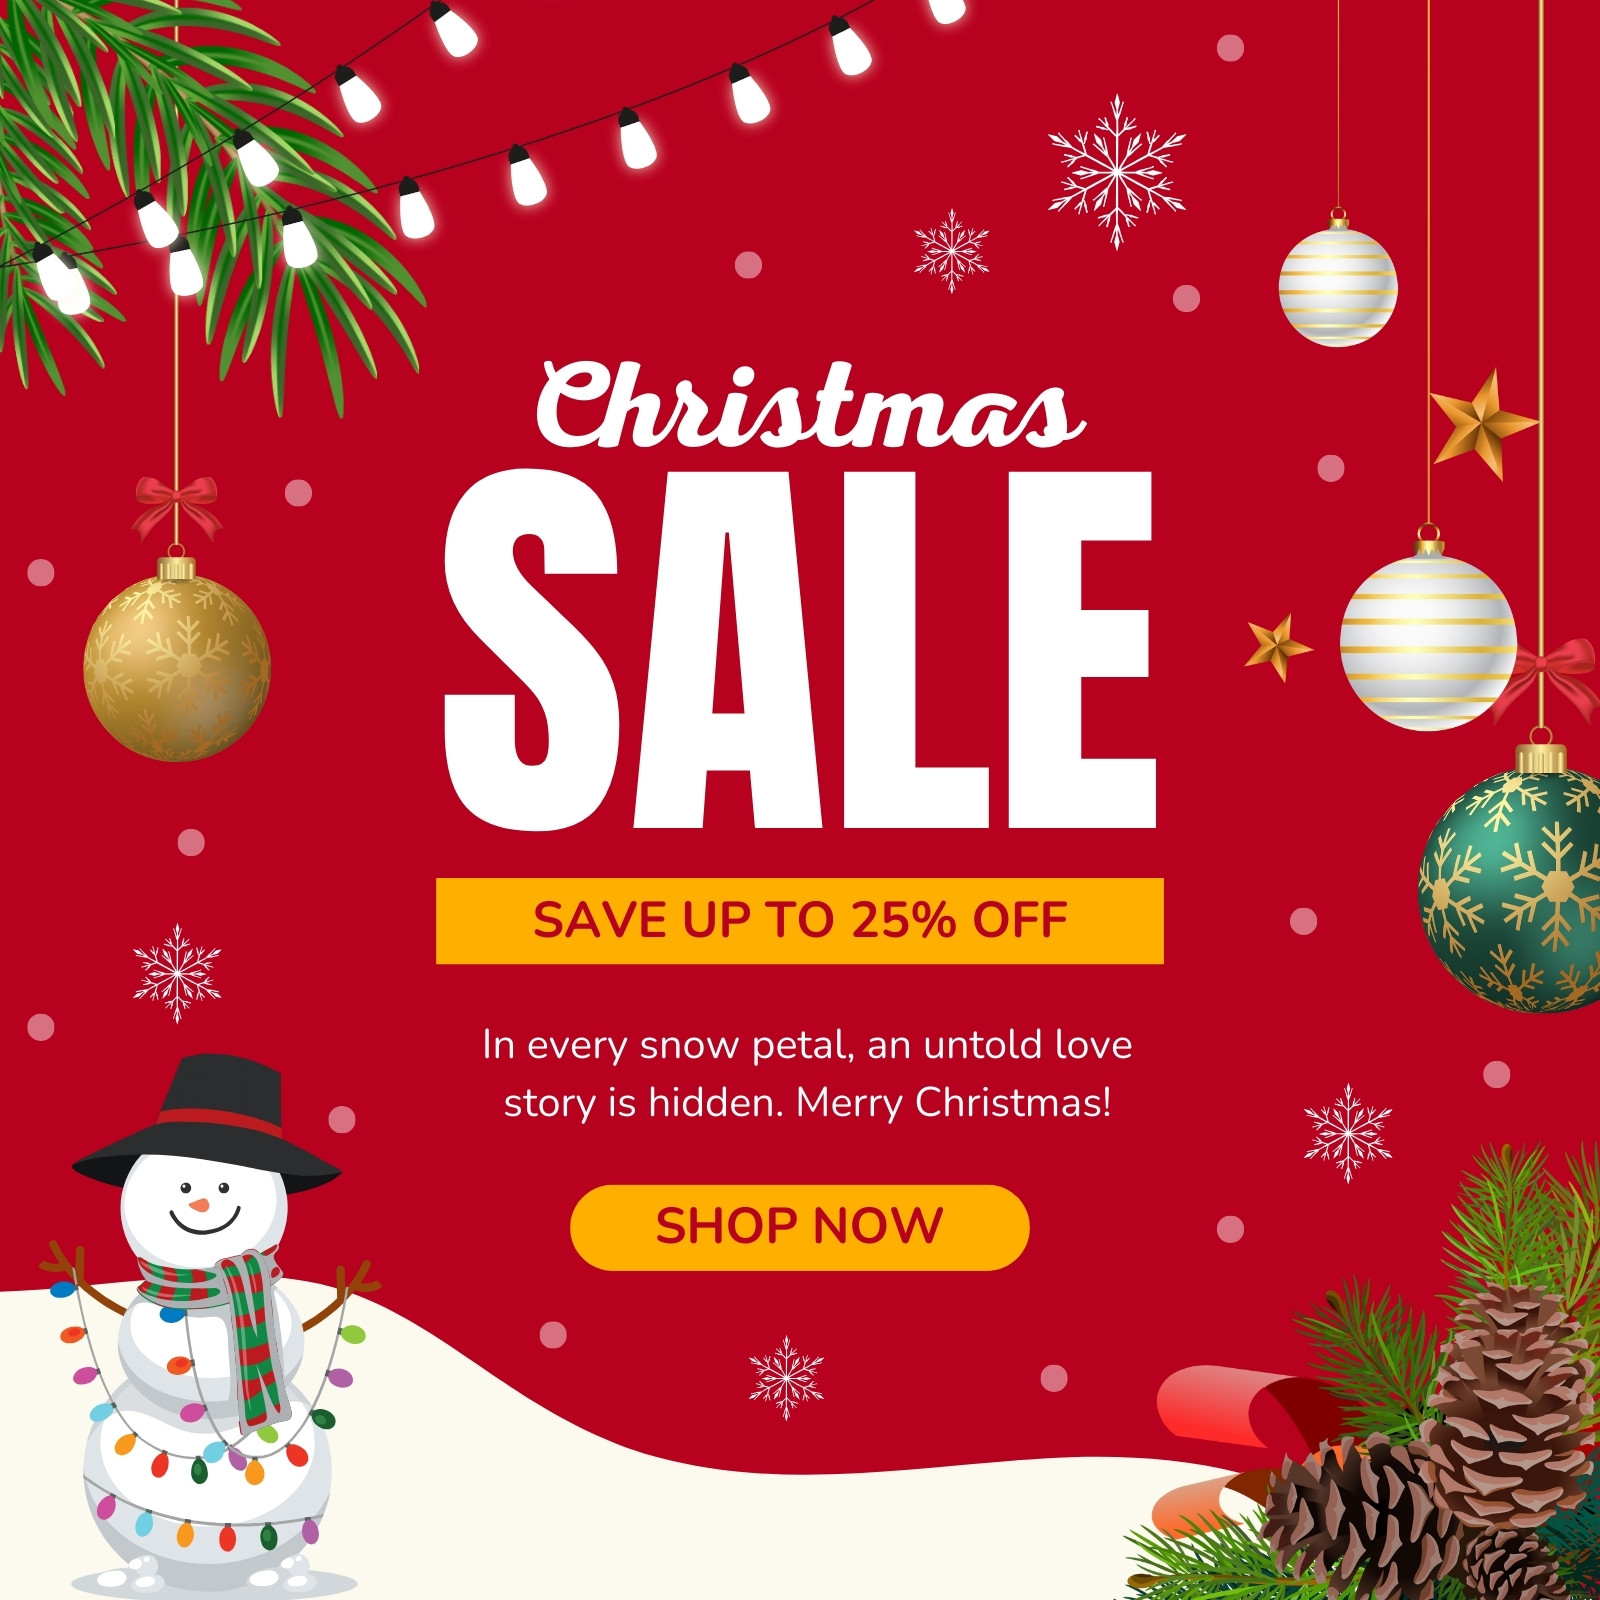 Christmas
SALE
SAVE UP TO 25% OFF
In every snow petal, an untold love
story is hidden. Merry Christmas!
SHOP NOW